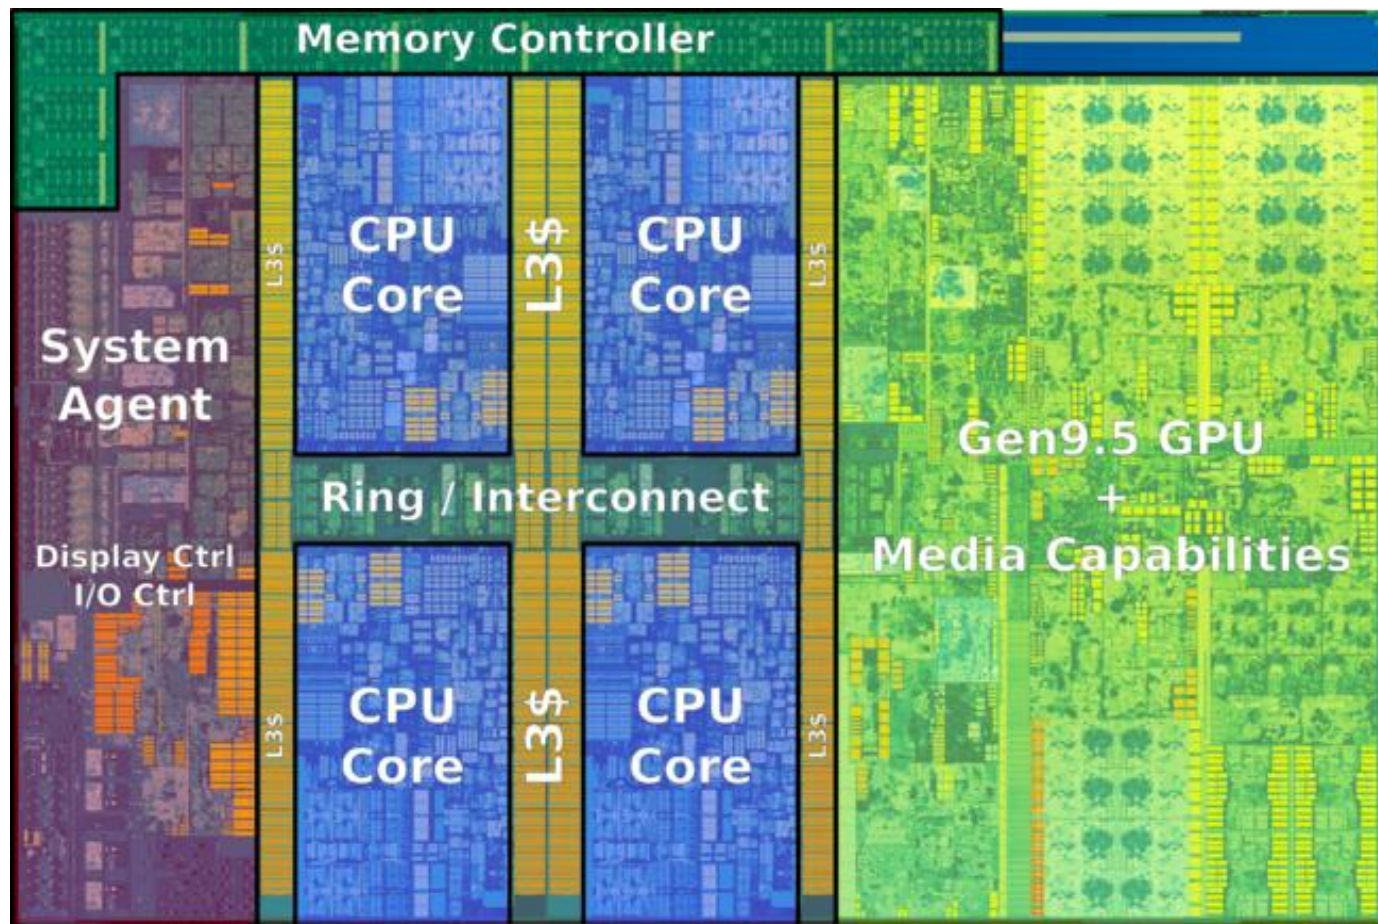 Memory Controller
System
Agent
Display Ctrl
I/O Ctrl
L3$
CPU
Core
L3$
CPU
Core
L3$
Ring / Interconnect
L3$
CPU
Core
L3$
CPU
Core
L3$
Gen9.5 GPU
+
Media Capabilities